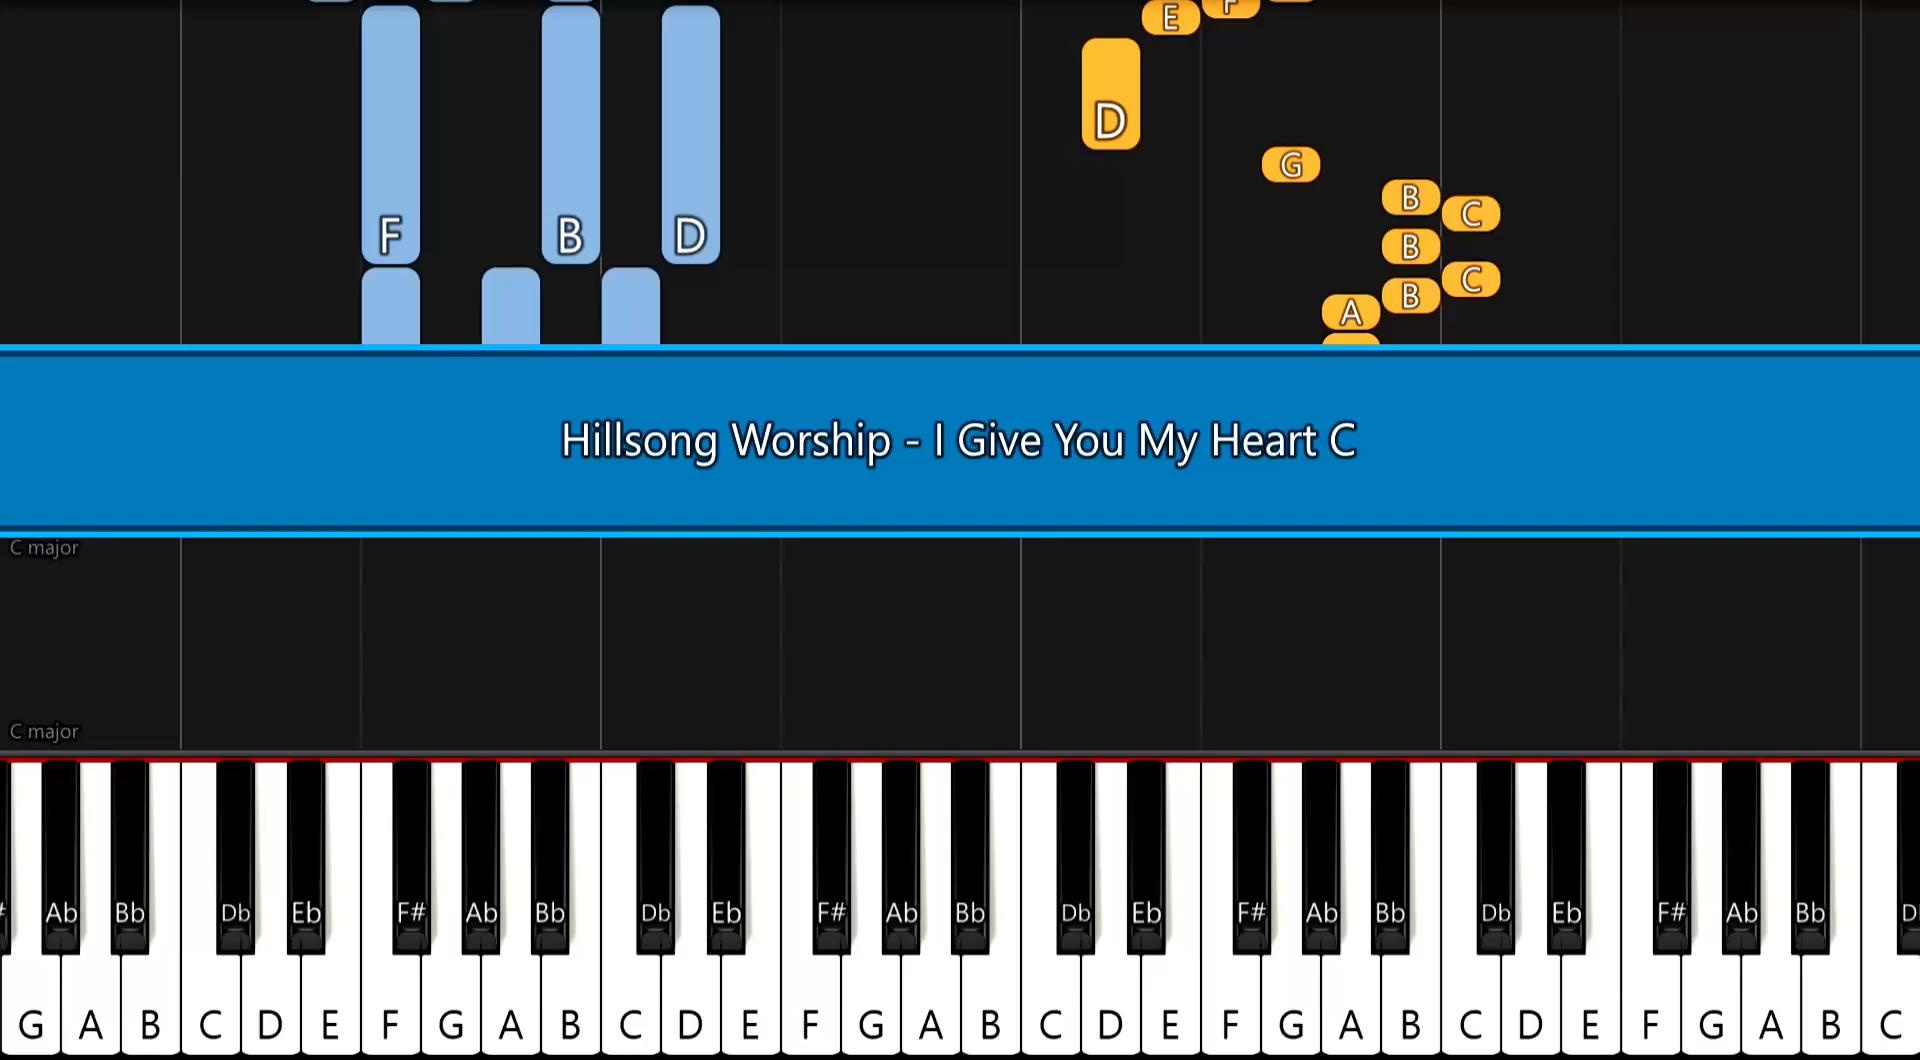 E F
D
G
B
C
F B D
B
C
B
A
Hillsong Worship - I Give You My Heart C
C major
C major
# Ab Bb Db Eb F# Ab Bb Db Eb F# Ab Bb Db Eb F# Ab Bb Db Eb F# Ab Bb D
G A B C D E F G A B C D E F G A B C D E F G A B C D E F G A B C